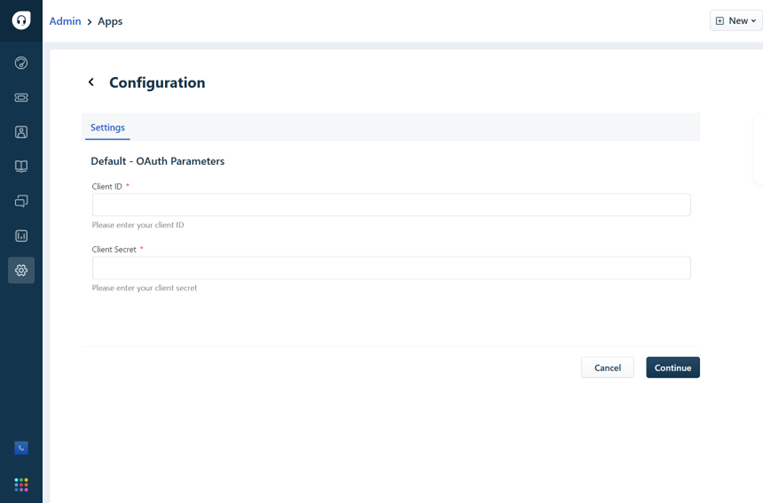 Admin > Apps
New
Configuration
Settings
Default - OAuth Parameters
Client ID *
Please enter your client ID
Client Secret *
Please enter your client secret
Cancel
Continue